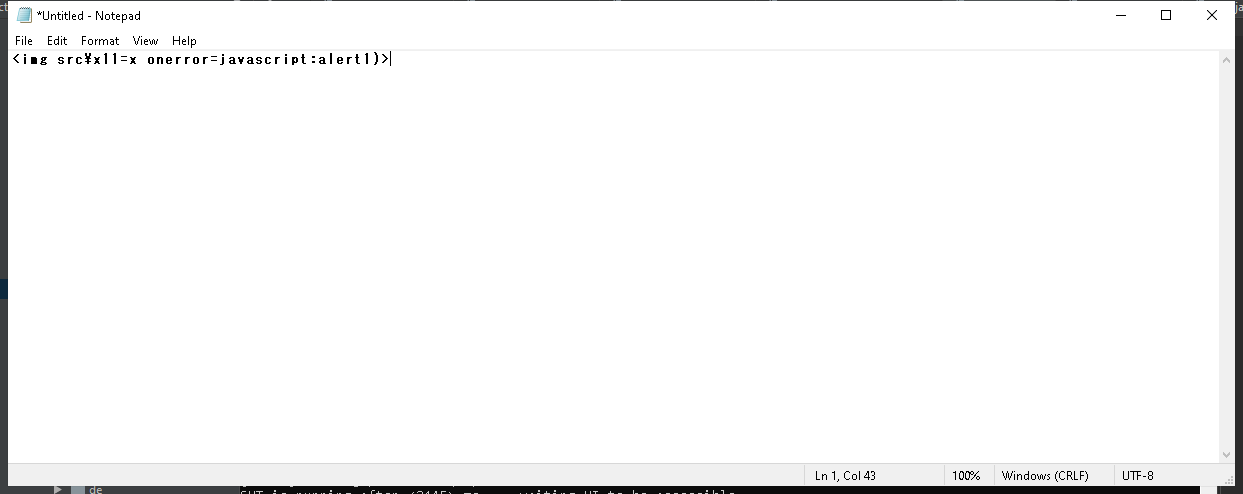 *Untitled - Notepad
File Edit Format View Help
<img src¥x11=x onerror=javascript:alert1)>
Ln 1, Col 43 100% Windows (CRLF) UTF-8
de